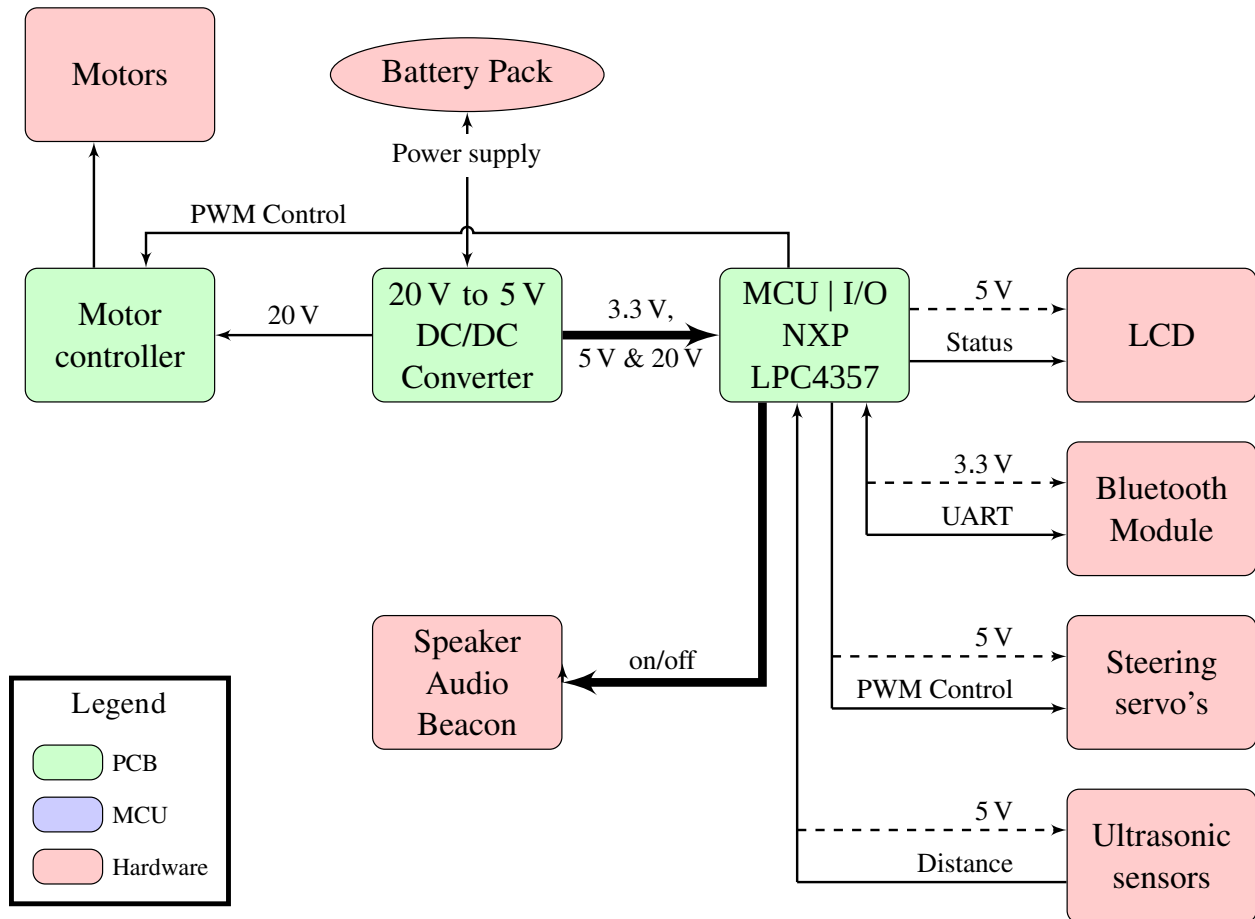 Motors
Battery Pack
Power supply
PWM Control
Motor
controller
20 V
20 V to 5 V
DC/DC
Converter
3.3 V,
5 V & 20 V
MCU | I/O
NXP
LPC4357
5 V
Status
LCD
3.3 V
UART
Bluetooth
Module
Speaker
Audio
Beacon
on/off
5 V
PWM Control
Steering
servo's
5 V
Distance
Ultrasonic
sensors
Legend
PCB
MCU
Hardware